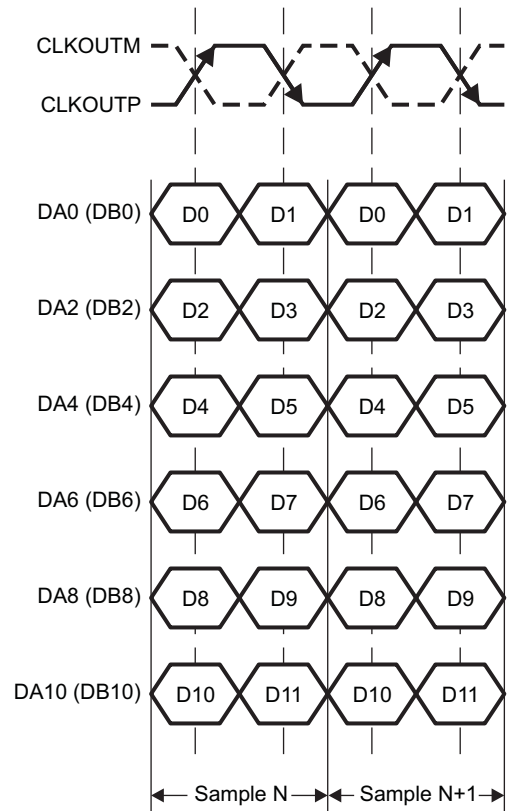 CLKOUTM
CLKOUTP
DA0 (DB0) D0 D1 D0 D1
DA2 (DB2) D2 D3 D2 D3
DA4 (DB4) D4 D5 D4 D5
DA6 (DB6) D6 D7 D6 D7
DA8 (DB8) D8 D9 D8 D9
DA10 (DB10) D10 D11 D10 D11
Sample N Sample N+1